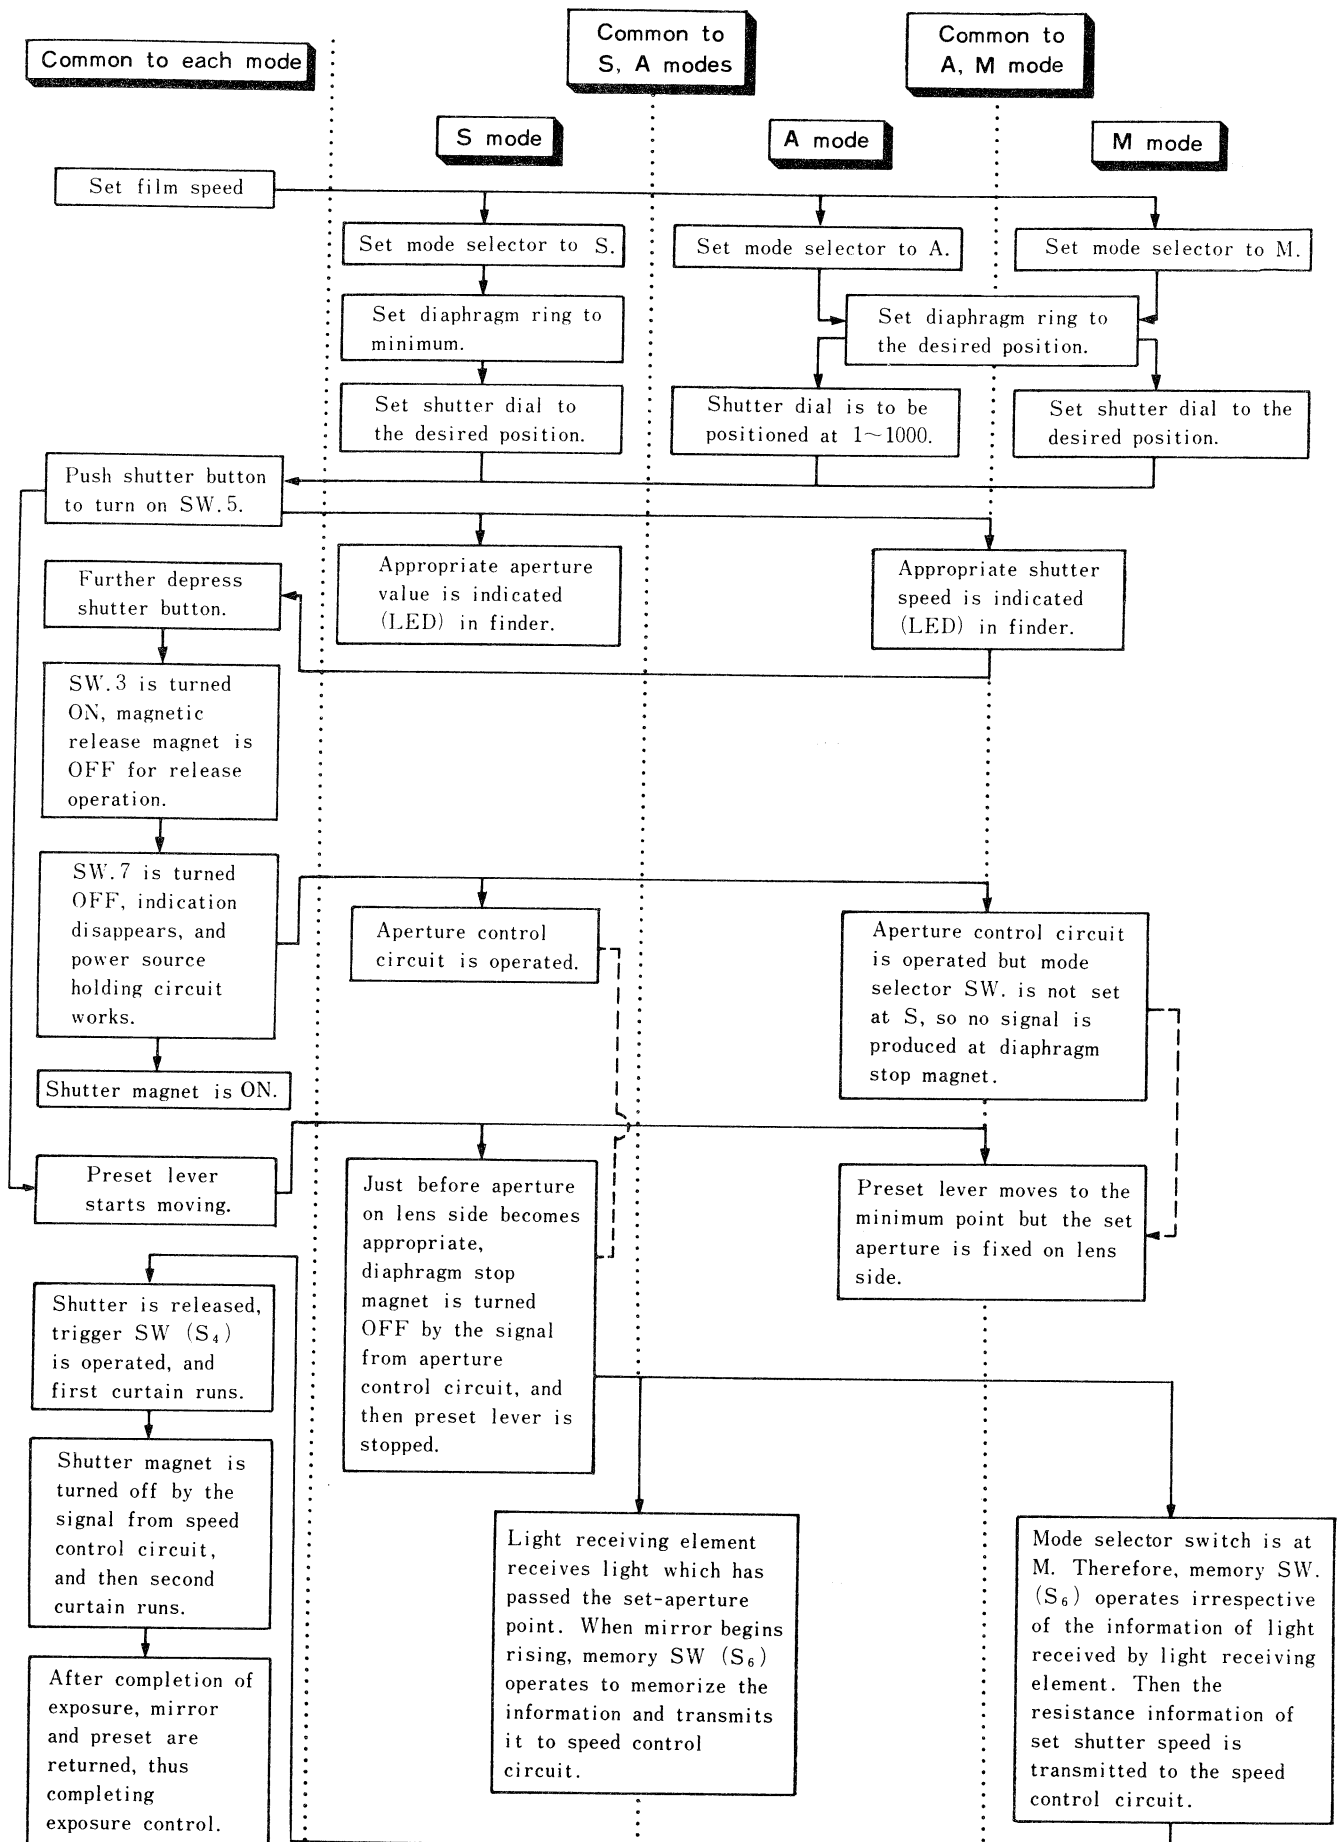 Common to each mode
Common to
S, A modes
Common to
A, M mode
S mode
A mode
M mode
Set film speed
Set mode selector to S.
Set mode selector to A.
Set mode selector to M.
Set diaphragm ring to
minimum.
Set diaphragm ring to
the desired position.
Set shutter dial to
the desired position.
Shutter dial is to be
positioned at 1~1000.
Set shutter dial to the
desired position.
Push shutter button
to turn on SW.5.
Appropriate aperture
value is indicated
(LED) in finder.
Appropriate shutter
speed is indicated
(LED) in finder.
Further depress
shutter button.
SW.3 is turned
ON, magnetic
release magnet is
OFF for release
operation.
SW.7 is turned
OFF, indication
disappears, and
power source
holding circuit
works.
Aperture control
circuit is operated.
Aperture control circuit
is operated but mode
selector SW. is not set
at S, so no signal is
produced at diaphragm
stop magnet.
Shutter magnet is ON.
Preset lever
starts moving.
Just before aperture
on lens side becomes
appropriate,
diaphragm stop
magnet is turned
OFF by the signal
from aperture
control circuit, and
then preset lever is
stopped.
Preset lever moves to the
minimum point but the set
aperture is fixed on lens
side.
Shutter is released,
trigger SW (S₄)
is operated, and
first curtain runs.
Shutter magnet is
turned off by the
signal from speed
control circuit,
and then second
curtain runs.
Light receiving element
receives light which has
passed the set-aperture
point. When mirror begins
rising, memory SW (S₆)
operates to memorize the
information and transmits
it to speed control
circuit.
Mode selector switch is at
M. Therefore, memory SW.
(S₆) operates irrespective
of the information of light
received by light receiving
element. Then the
resistance information of
set shutter speed is
transmitted to the speed
control circuit.
After completion of
exposure, mirror
and preset are
returned, thus
completing
exposure control.